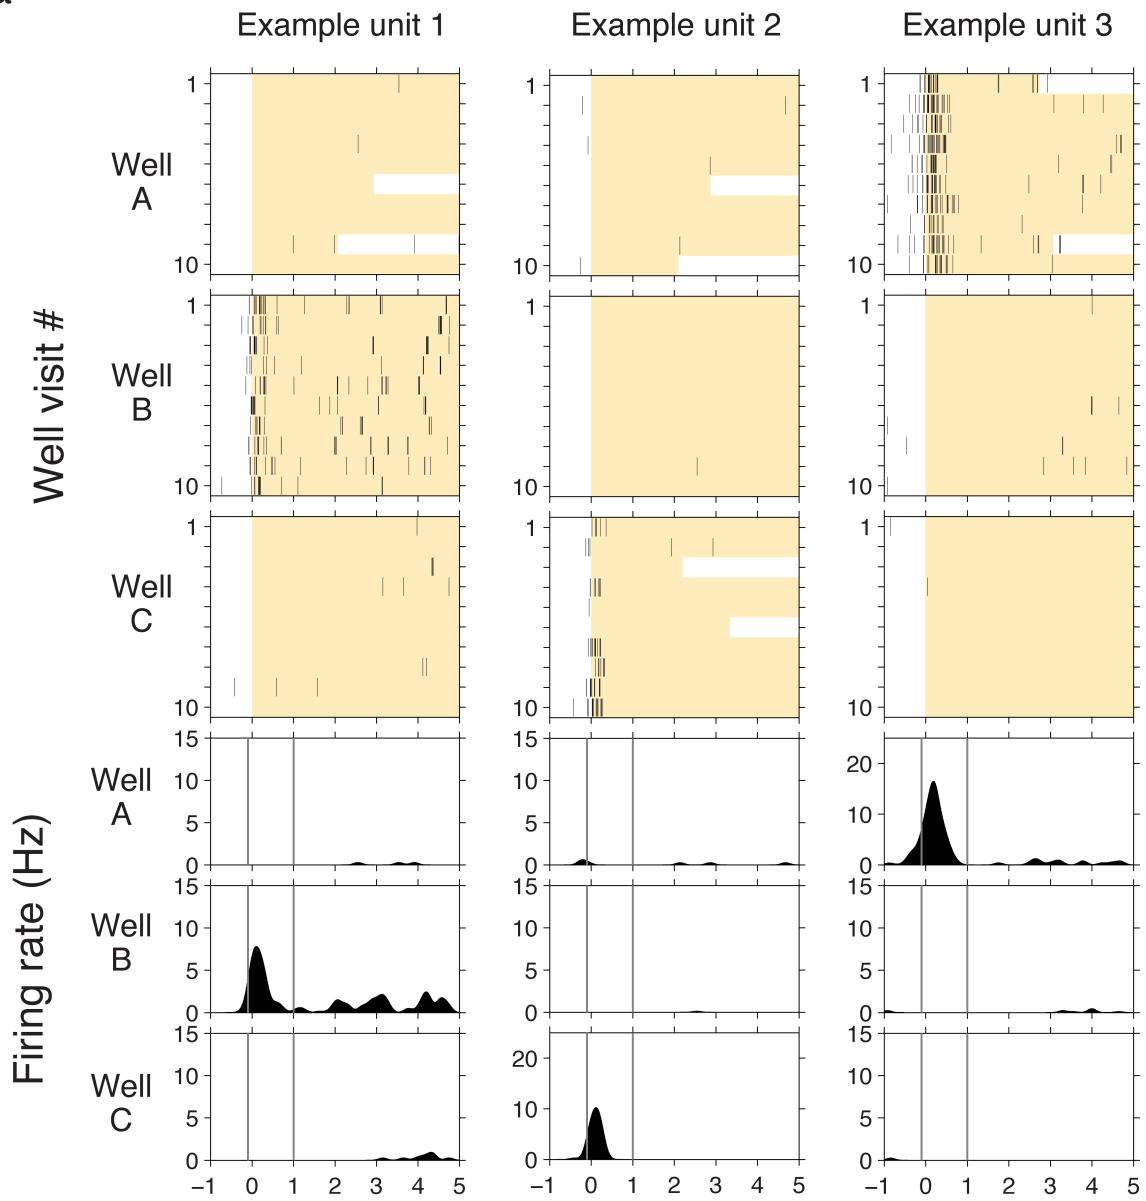 Example unit 1 Example unit 2 Example unit 3
Well visit #
Well
A
1 10 1 10 1 10
Well
B
1 10 1 10 1 10
Well
C
1 10 1 10 1 10
Firing rate (Hz)
Well
A
15 10 5 0 15 10 5 0 20 10 0
Well
B
15 10 5 0 15 10 5 0 15 10 5 0
Well
C
15 10 5 0 20 10 0 15 10 5 0
−1 0 1 2 3 4 5 −1 0 1 2 3 4 5 −1 0 1 2 3 4 5